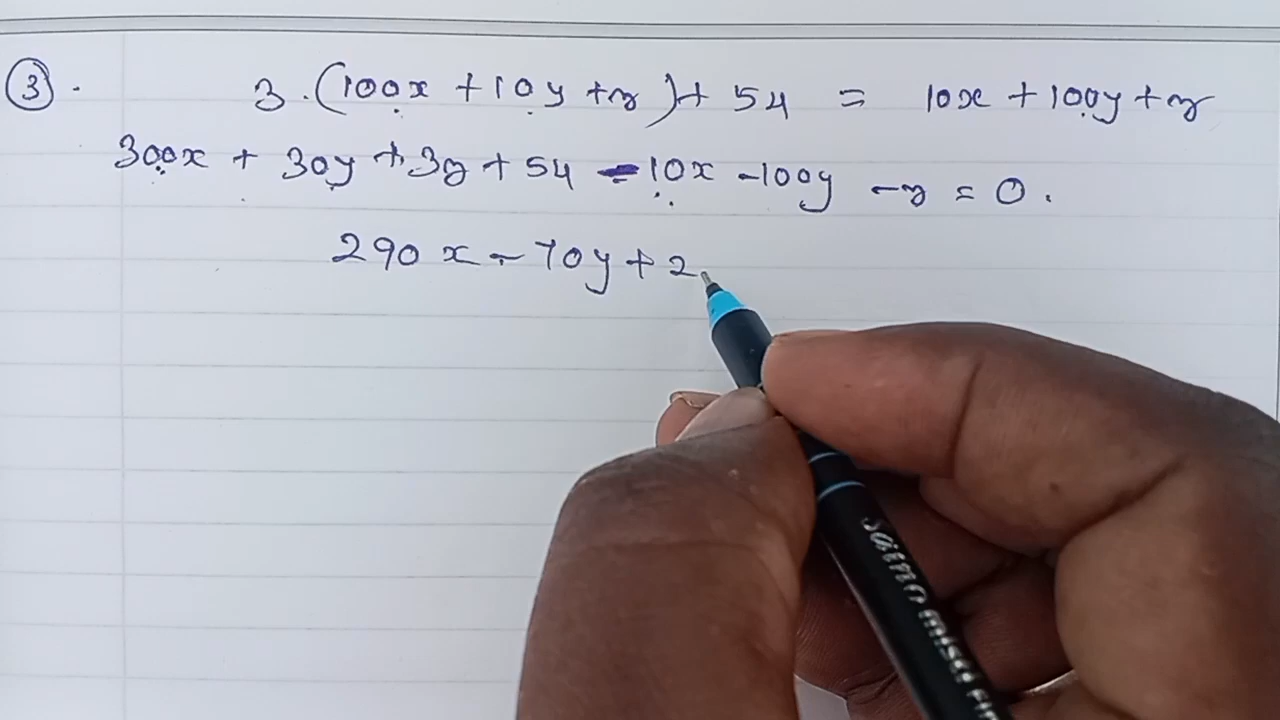 ③. 3.(100x + 10y + z) + 54 = 10x + 100y + z
300x + 30y + 3z + 54 - 10x - 100y - z = 0.
290x - 70y + 2